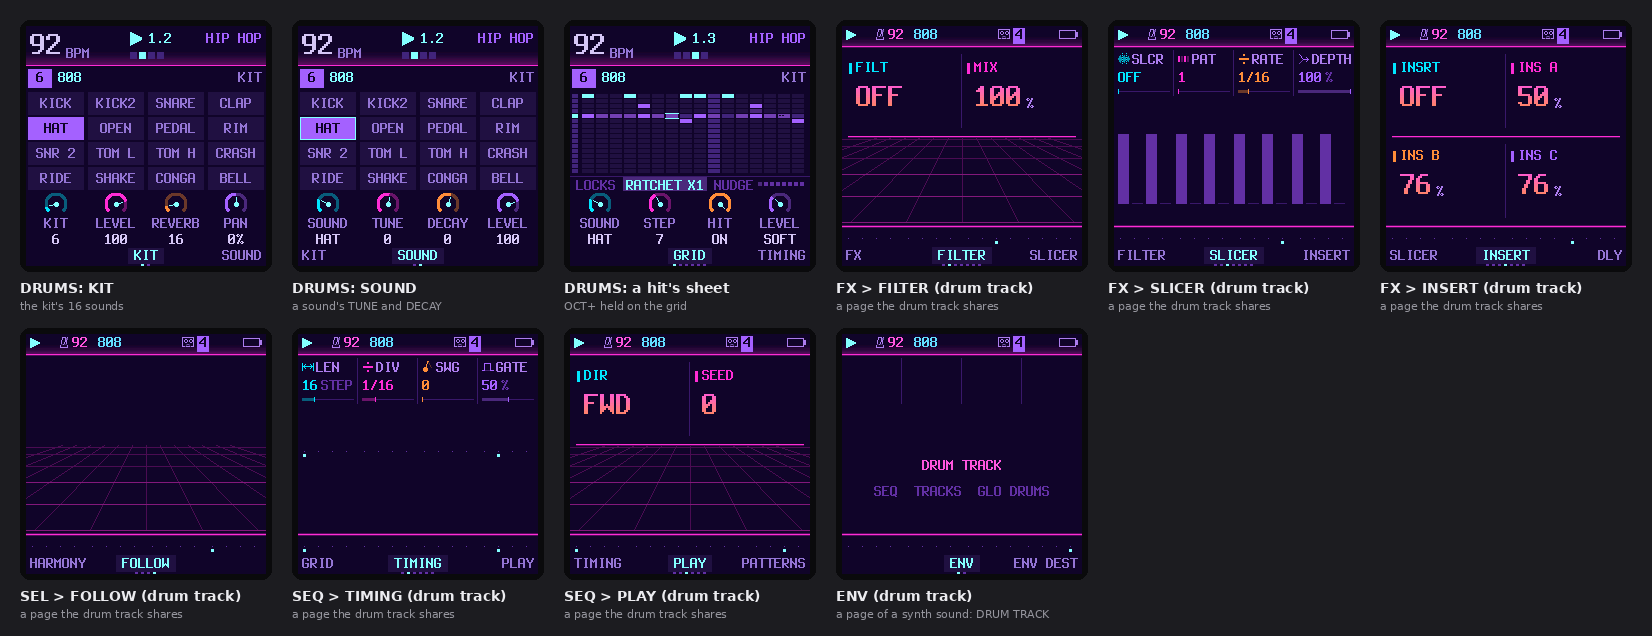 92 BPM 1.2 HIP HOP
6 808 KIT
KICK KICK2 SNARE CLAP
HAT OPEN PEDAL RIM
SNR 2 TOM L TOM H CRASH
RIDE SHAKE CONGA BELL
KIT LEVEL REVERB PAN
6 100 16 0%
KIT SOUND
DRUMS: KIT
the kit's 16 sounds
92 BPM 1.2 HIP HOP
6 808 KIT
KICK KICK2 SNARE CLAP
HAT OPEN PEDAL RIM
SNR 2 TOM L TOM H CRASH
RIDE SHAKE CONGA BELL
SOUND TUNE DECAY LEVEL
HAT 0 0 100
KIT SOUND
DRUMS: SOUND
a sound's TUNE and DECAY
92 BPM 1.3 HIP HOP
6 808 KIT
LOCKS RATCHET X1 NUDGE
SOUND STEP HIT LEVEL
HAT 7 ON SOFT
GRID TIMING
DRUMS: a hit's sheet
OCT+ held on the grid
92 808 4
FILT MIX
OFF 100 %
FX FILTER SLICER
FX > FILTER (drum track)
a page the drum track shares
92 808 4
SLCR PAT RATE DEPTH
OFF 1 1/16 100 %
FILTER SLICER INSERT
FX > SLICER (drum track)
a page the drum track shares
92 808 4
INSRT INS A
OFF 50 %
INS B INS C
76 % 76 %
SLICER INSERT DLY
FX > INSERT (drum track)
a page the drum track shares
92 808 4
HARMONY FOLLOW
SEL > FOLLOW (drum track)
a page the drum track shares
92 808 4
LEN DIV SWG GATE
16 STEP 1/16 0 50 %
GRID TIMING PLAY
SEQ > TIMING (drum track)
a page the drum track shares
92 808 4
DIR SEED
FWD 0
TIMING PLAY PATTERNS
SEQ > PLAY (drum track)
a page the drum track shares
92 808 4
DRUM TRACK
SEQ TRACKS GLO DRUMS
ENV ENV DEST
ENV (drum track)
a page of a synth sound: DRUM TRACK